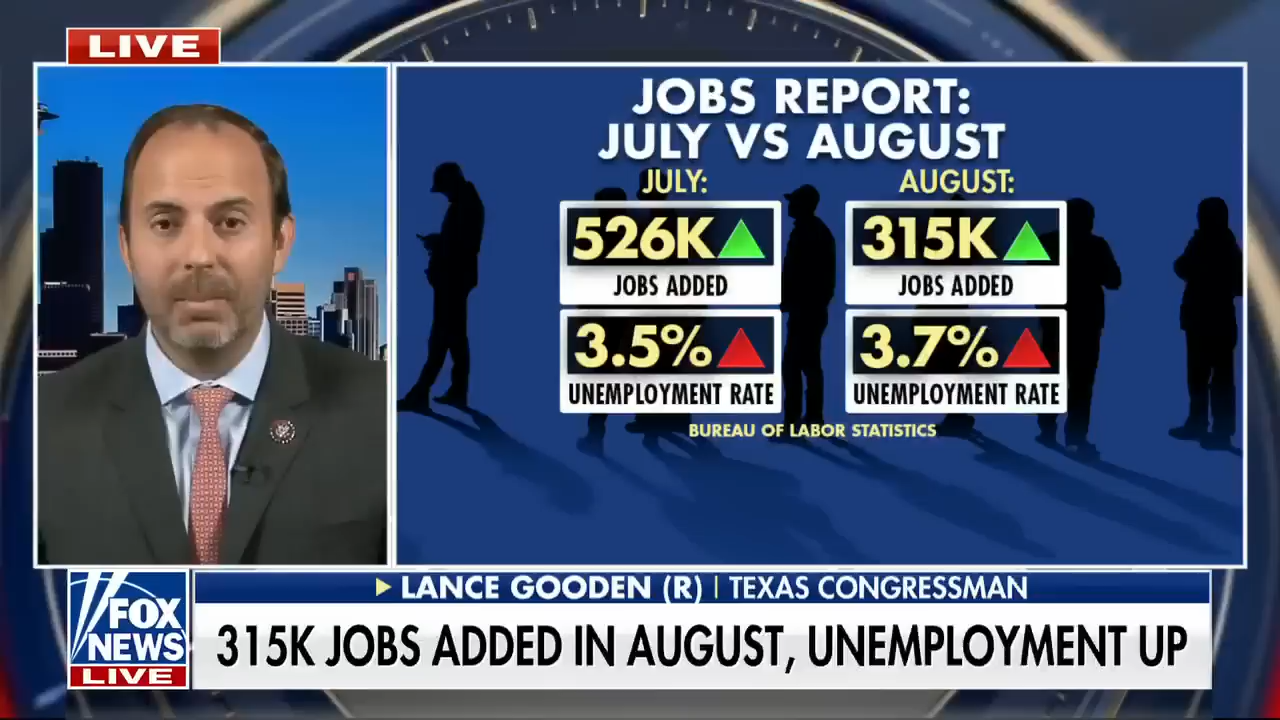 LIVE
JOBS REPORT:
JULY VS AUGUST
JULY:
AUGUST:
526K
JOBS ADDED
315K
JOBS ADDED
3.5%
UNEMPLOYMENT RATE
3.7%
UNEMPLOYMENT RATE
BUREAU OF LABOR STATISTICS
LANCE GOODEN (R) | TEXAS CONGRESSMAN
FOX
NEWS
LIVE
315K JOBS ADDED IN AUGUST, UNEMPLOYMENT UP